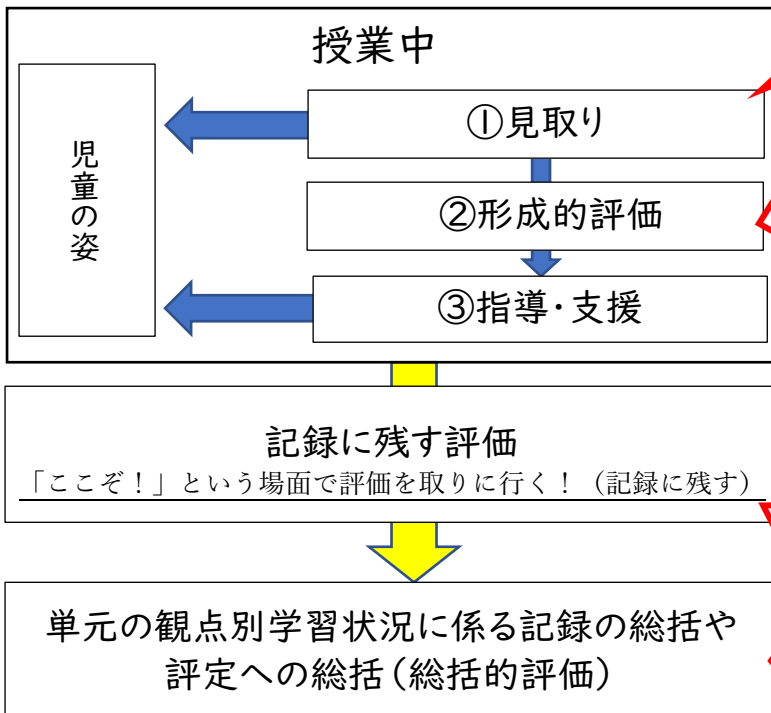 授業中
児童の姿
①見取り
②形成的評価
③指導・支援
記録に残す評価
「ここぞ！」という場面で評価を取りに行く！（記録に残す）
単元の観点別学習状況に係る記録の総括や
評定への総括（総括的評価）